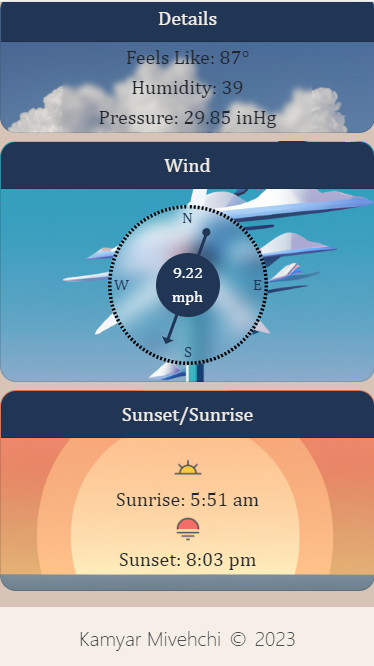 Details
Feels Like: 87°
Humidity: 39
Pressure: 29.85 inHg
Wind
N
9.22
W E
mph
S
Sunset/Sunrise
Sunrise: 5:51 am
Sunset: 8:03 pm
Kamyar Mivehchi © 2023